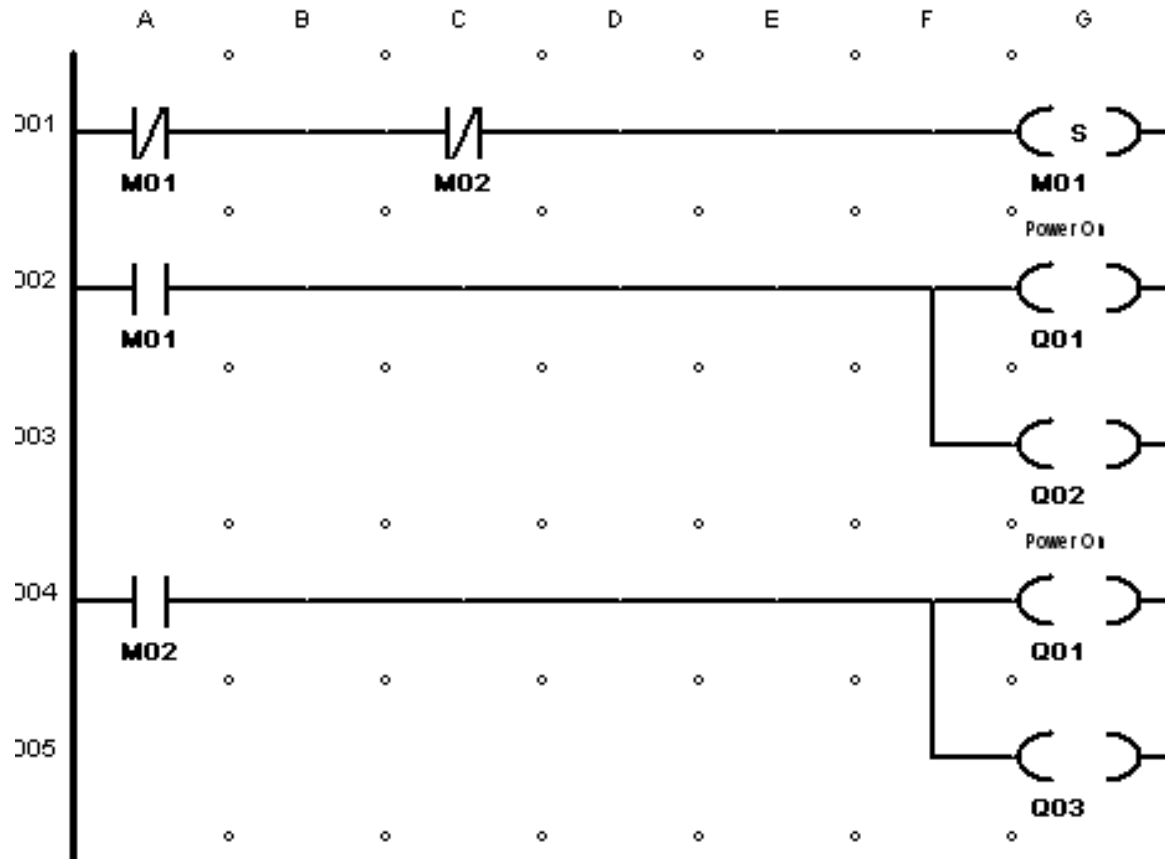 A B C D E F G
001 S
M01 M02 M01
Power On
002
M01 Q01
003
Q02
Power On
004
M02 Q01
005
Q03